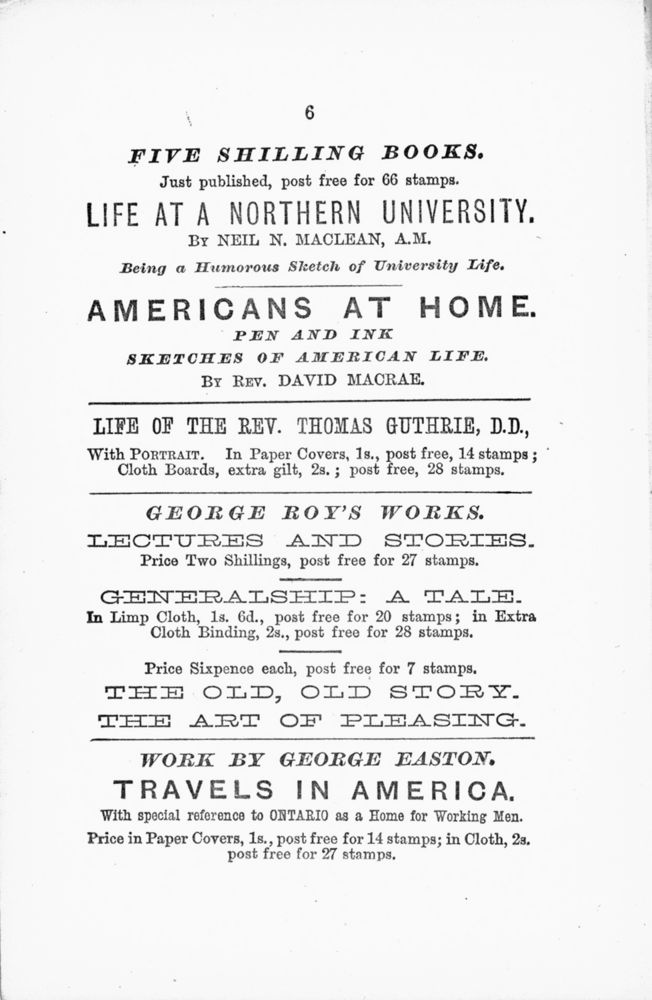 6
FIVE SHILLING BOOKS.
Just published, post free for 66 stamps.
LIFE AT A NORTHERN UNIVERSITY.
By NEIL N. MACLEAN, A.M.
Being a Humorous Sketch of University Life.
AMERICANS AT HOME.
PEN AND INK
SKETCHES OF AMERICAN LIFE.
By Rev. DAVID MACRAE.
LIFE OF THE REV. THOMAS GUTHRIE, D.D.,
With Portrait. In Paper Covers, 1s., post free, 14 stamps;
Cloth Boards, extra gilt, 2s.; post free, 28 stamps.
GEORGE ROY'S WORKS.
LECTURES AND STORIES.
Price Two Shillings, post free for 27 stamps.
GENERALSHIP: A TALE.
In Limp Cloth, 1s. 6d., post free for 20 stamps; in Extra
Cloth Binding, 2s., post free for 28 stamps.
Price Sixpence each, post free for 7 stamps.
THE OLD, OLD STORY.
THE ART OF PLEASING.
WORK BY GEORGE EASTON.
TRAVELS IN AMERICA.
With special reference to ONTARIO as a Home for Working Men.
Price in Paper Covers, 1s., post free for 14 stamps; in Cloth, 2s.
post free for 27 stamps.